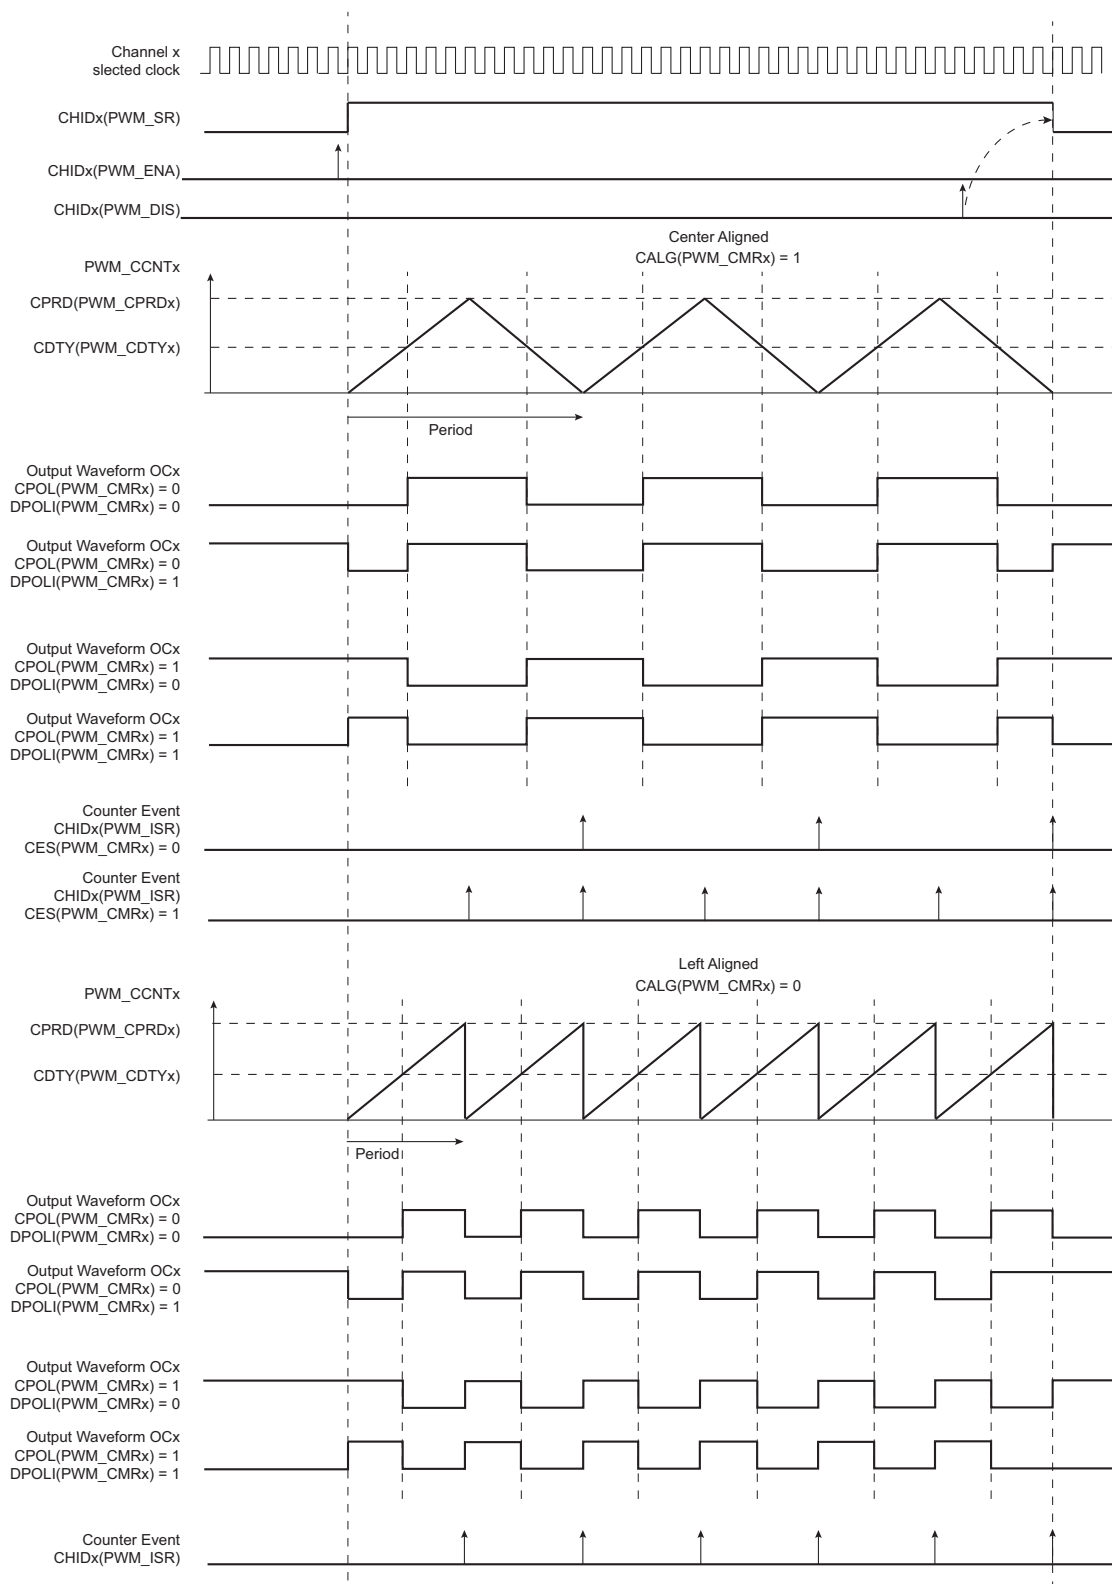 Channel x
slected clock
CHIDx(PWM_SR)
CHIDx(PWM_ENA)
CHIDx(PWM_DIS)
Center Aligned
CALG(PWM_CMRx) = 1
PWM_CCNTx
CPRD(PWM_CPRDx)
CDTY(PWM_CDTYx)
Period
Output Waveform OCx
CPOL(PWM_CMRx) = 0
DPOLI(PWM_CMRx) = 0
Output Waveform OCx
CPOL(PWM_CMRx) = 0
DPOLI(PWM_CMRx) = 1
Output Waveform OCx
CPOL(PWM_CMRx) = 1
DPOLI(PWM_CMRx) = 0
Output Waveform OCx
CPOL(PWM_CMRx) = 1
DPOLI(PWM_CMRx) = 1
Counter Event
CHIDx(PWM_ISR)
CES(PWM_CMRx) = 0
Counter Event
CHIDx(PWM_ISR)
CES(PWM_CMRx) = 1
Left Aligned
CALG(PWM_CMRx) = 0
PWM_CCNTx
CPRD(PWM_CPRDx)
CDTY(PWM_CDTYx)
Period
Output Waveform OCx
CPOL(PWM_CMRx) = 0
DPOLI(PWM_CMRx) = 0
Output Waveform OCx
CPOL(PWM_CMRx) = 0
DPOLI(PWM_CMRx) = 1
Output Waveform OCx
CPOL(PWM_CMRx) = 1
DPOLI(PWM_CMRx) = 0
Output Waveform OCx
CPOL(PWM_CMRx) = 1
DPOLI(PWM_CMRx) = 1
Counter Event
CHIDx(PWM_ISR)